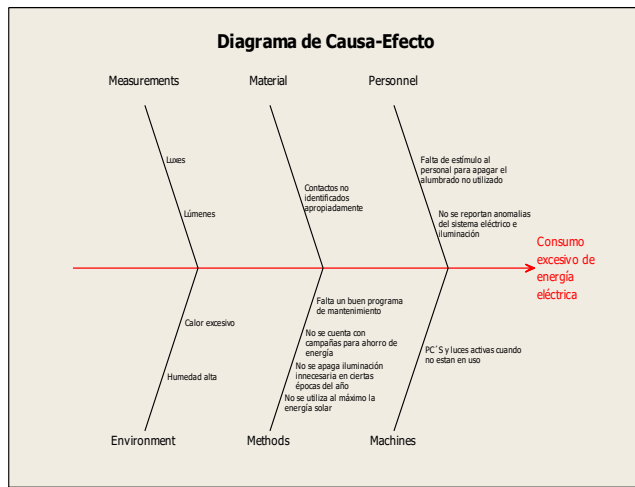 Diagrama de Causa-Efecto
Measurements
Material
Personnel
Luxes
Lúmenes
Contactos no
identificados
apropiadamente
Falta de estímulo al
personal para apagar el
alumbrado no utilizado
No se reportan anomalias
del sistema eléctrico e
iluminación
Consumo
excesivo de
energía
eléctrica
Calor excesivo
Humedad alta
Falta un buen programa
de mantenimiento
No se cuenta con
campañas para ahorro de
energía
No se apaga iluminación
innecesaria en ciertas
épocas del año
No se utiliza al máximo la
energía solar
PC´S y luces activas cuando
no estan en uso
Environment
Methods
Machines